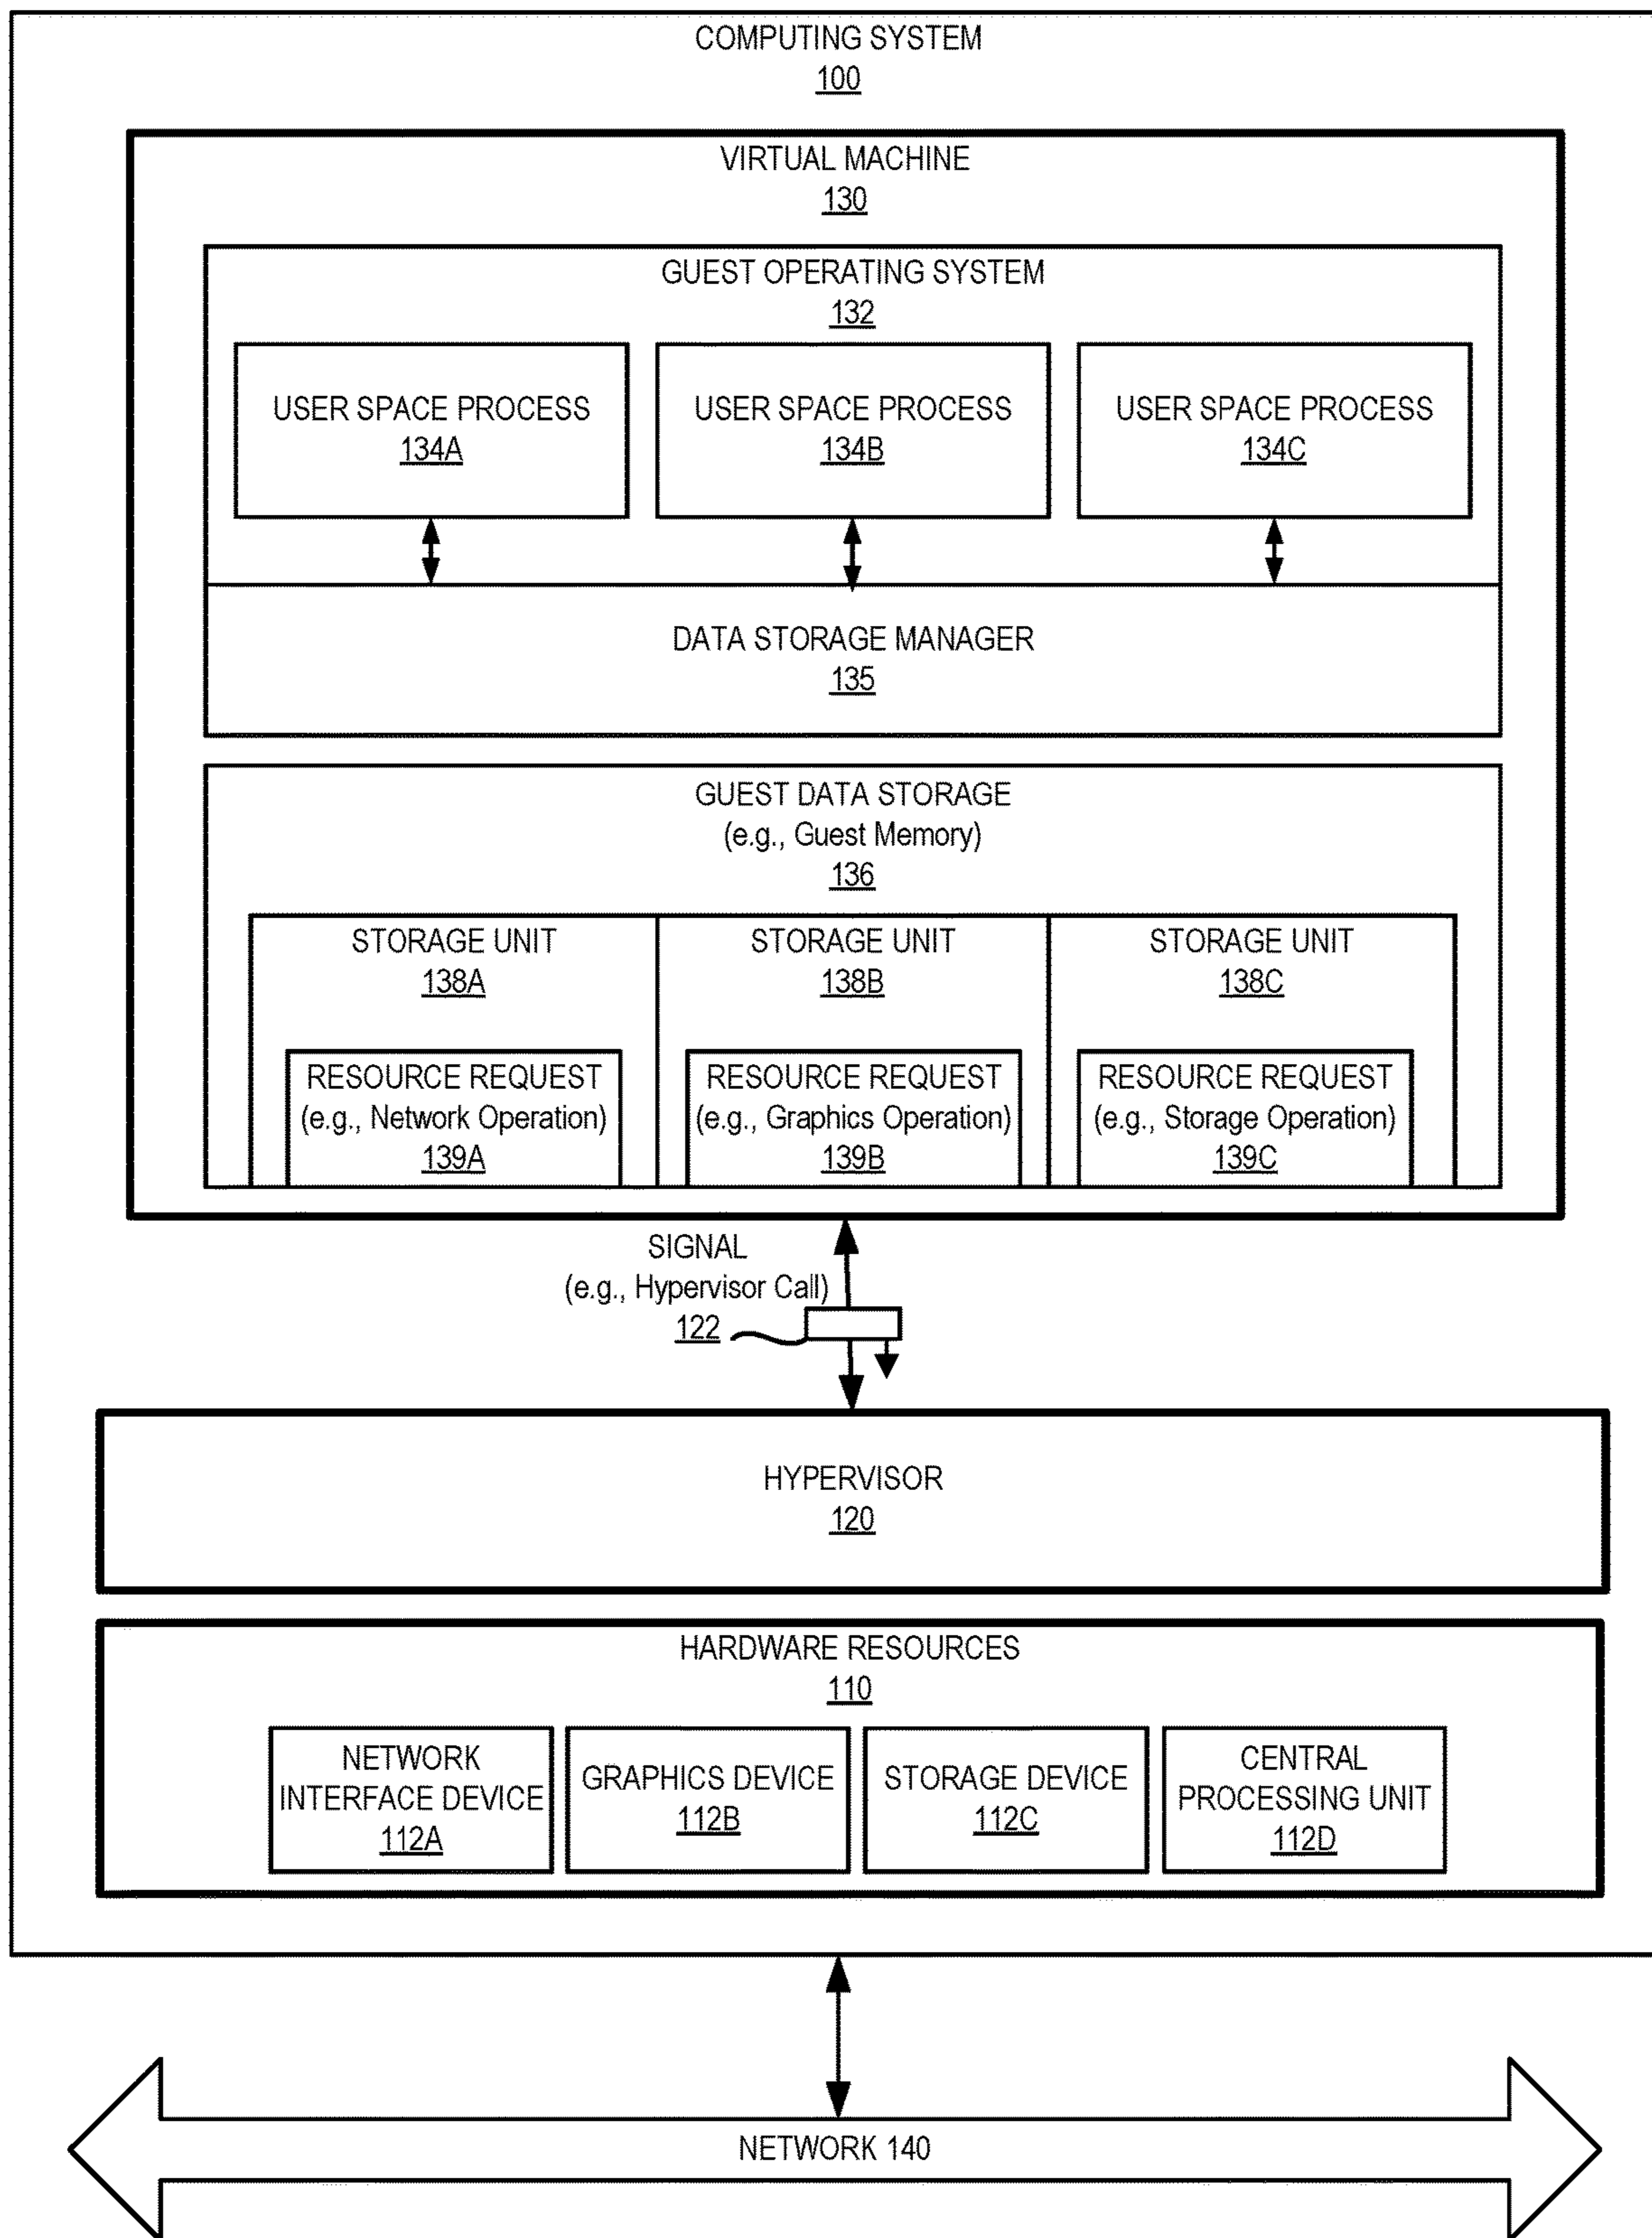 COMPUTING SYSTEM
100
VIRTUAL MACHINE
130
GUEST OPERATING SYSTEM
132
USER SPACE PROCESS
134A
USER SPACE PROCESS
134B
USER SPACE PROCESS
134C
DATA STORAGE MANAGER
135
GUEST DATA STORAGE
(e.g., Guest Memory)
136
STORAGE UNIT
138A
STORAGE UNIT
138B
STORAGE UNIT
138C
RESOURCE REQUEST
(e.g., Network Operation)
139A
RESOURCE REQUEST
(e.g., Graphics Operation)
139B
RESOURCE REQUEST
(e.g., Storage Operation)
139C
SIGNAL
(e.g., Hypervisor Call)
122
HYPERVISOR
120
HARDWARE RESOURCES
110
NETWORK
INTERFACE DEVICE
112A
GRAPHICS DEVICE
112B
STORAGE DEVICE
112C
CENTRAL
PROCESSING UNIT
112D
NETWORK 140